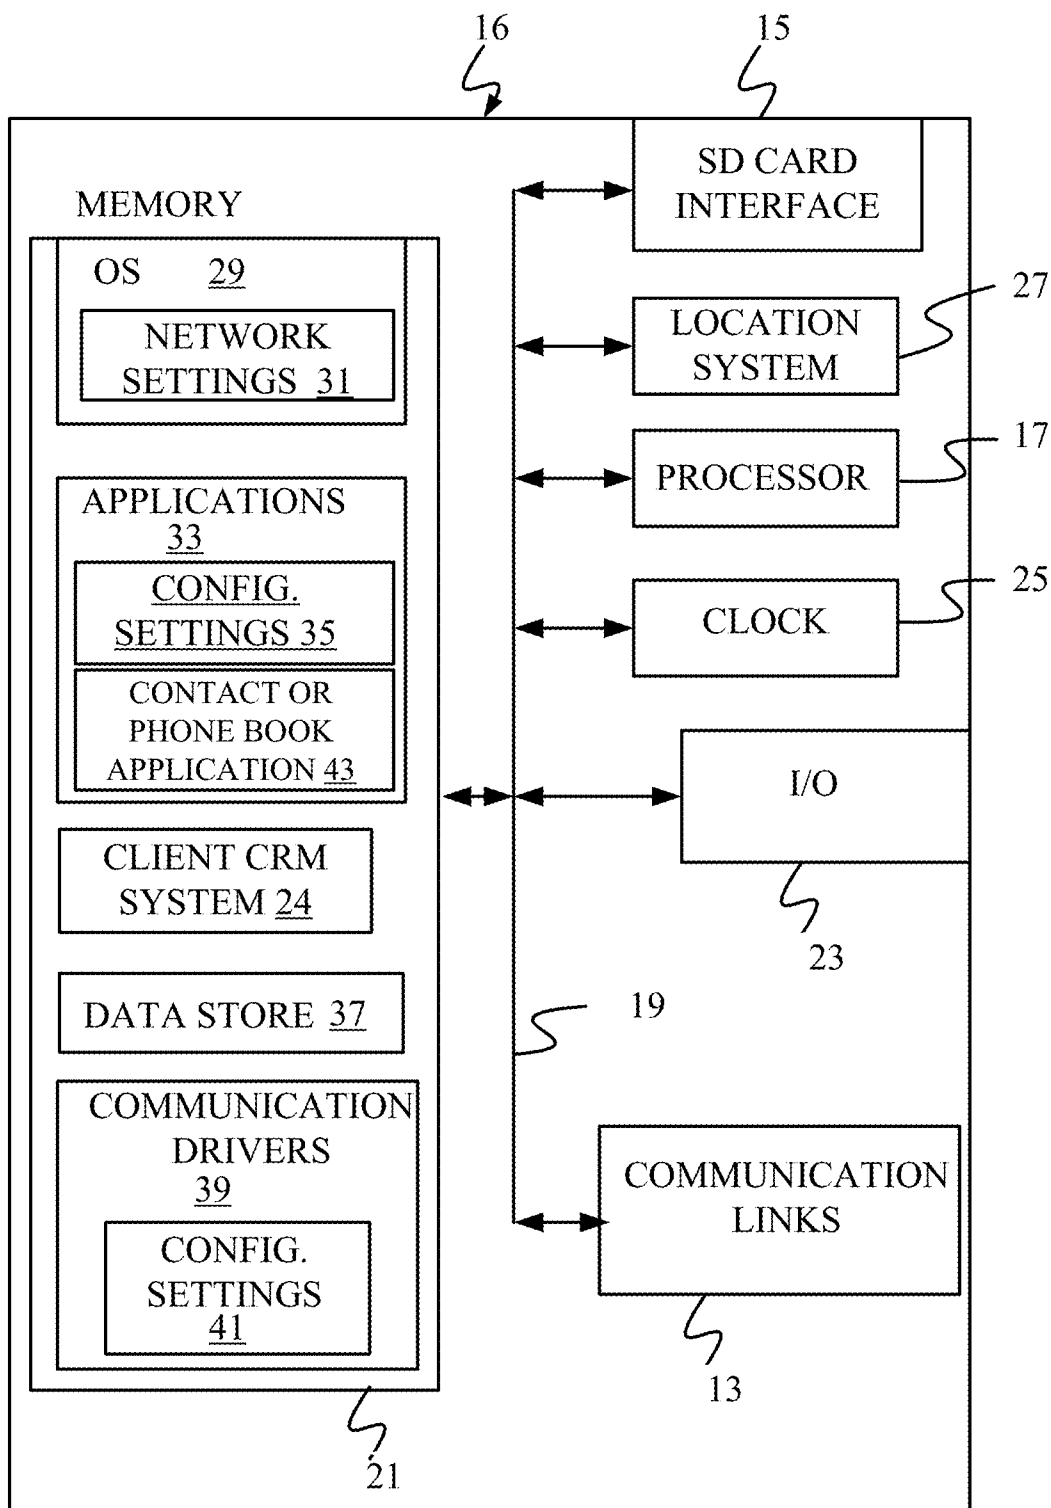 16
15
SD CARD
INTERFACE
MEMORY
OS 29
NETWORK
SETTINGS 31
27
LOCATION
SYSTEM
17
PROCESSOR
APPLICATIONS
33
CONFIG.
SETTINGS 35
25
CLOCK
CONTACT OR
PHONE BOOK
APPLICATION 43
I/O
CLIENT CRM
SYSTEM 24
23
DATA STORE 37
19
COMMUNICATION
DRIVERS
39
CONFIG.
SETTINGS
41
COMMUNICATION
LINKS
13
21